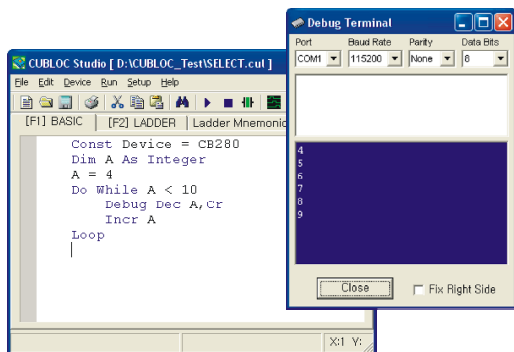 CUBLOC Studio [ D:\CUBLOC_Test\SELECT.cul ]
File Edit Device Run Setup Help
[F1] BASIC [F2] LADDER Ladder Mnemonic
Const Device = CB280
Dim A As Integer
A = 4
Do While A < 10
Debug Dec A,Cr
Incr A
Loop
X:1 Y:
Debug Terminal
Port Baud Rate Parity Data Bits
COM1 115200 None 8
4
5
6
7
8
9
Close Fix Right Side